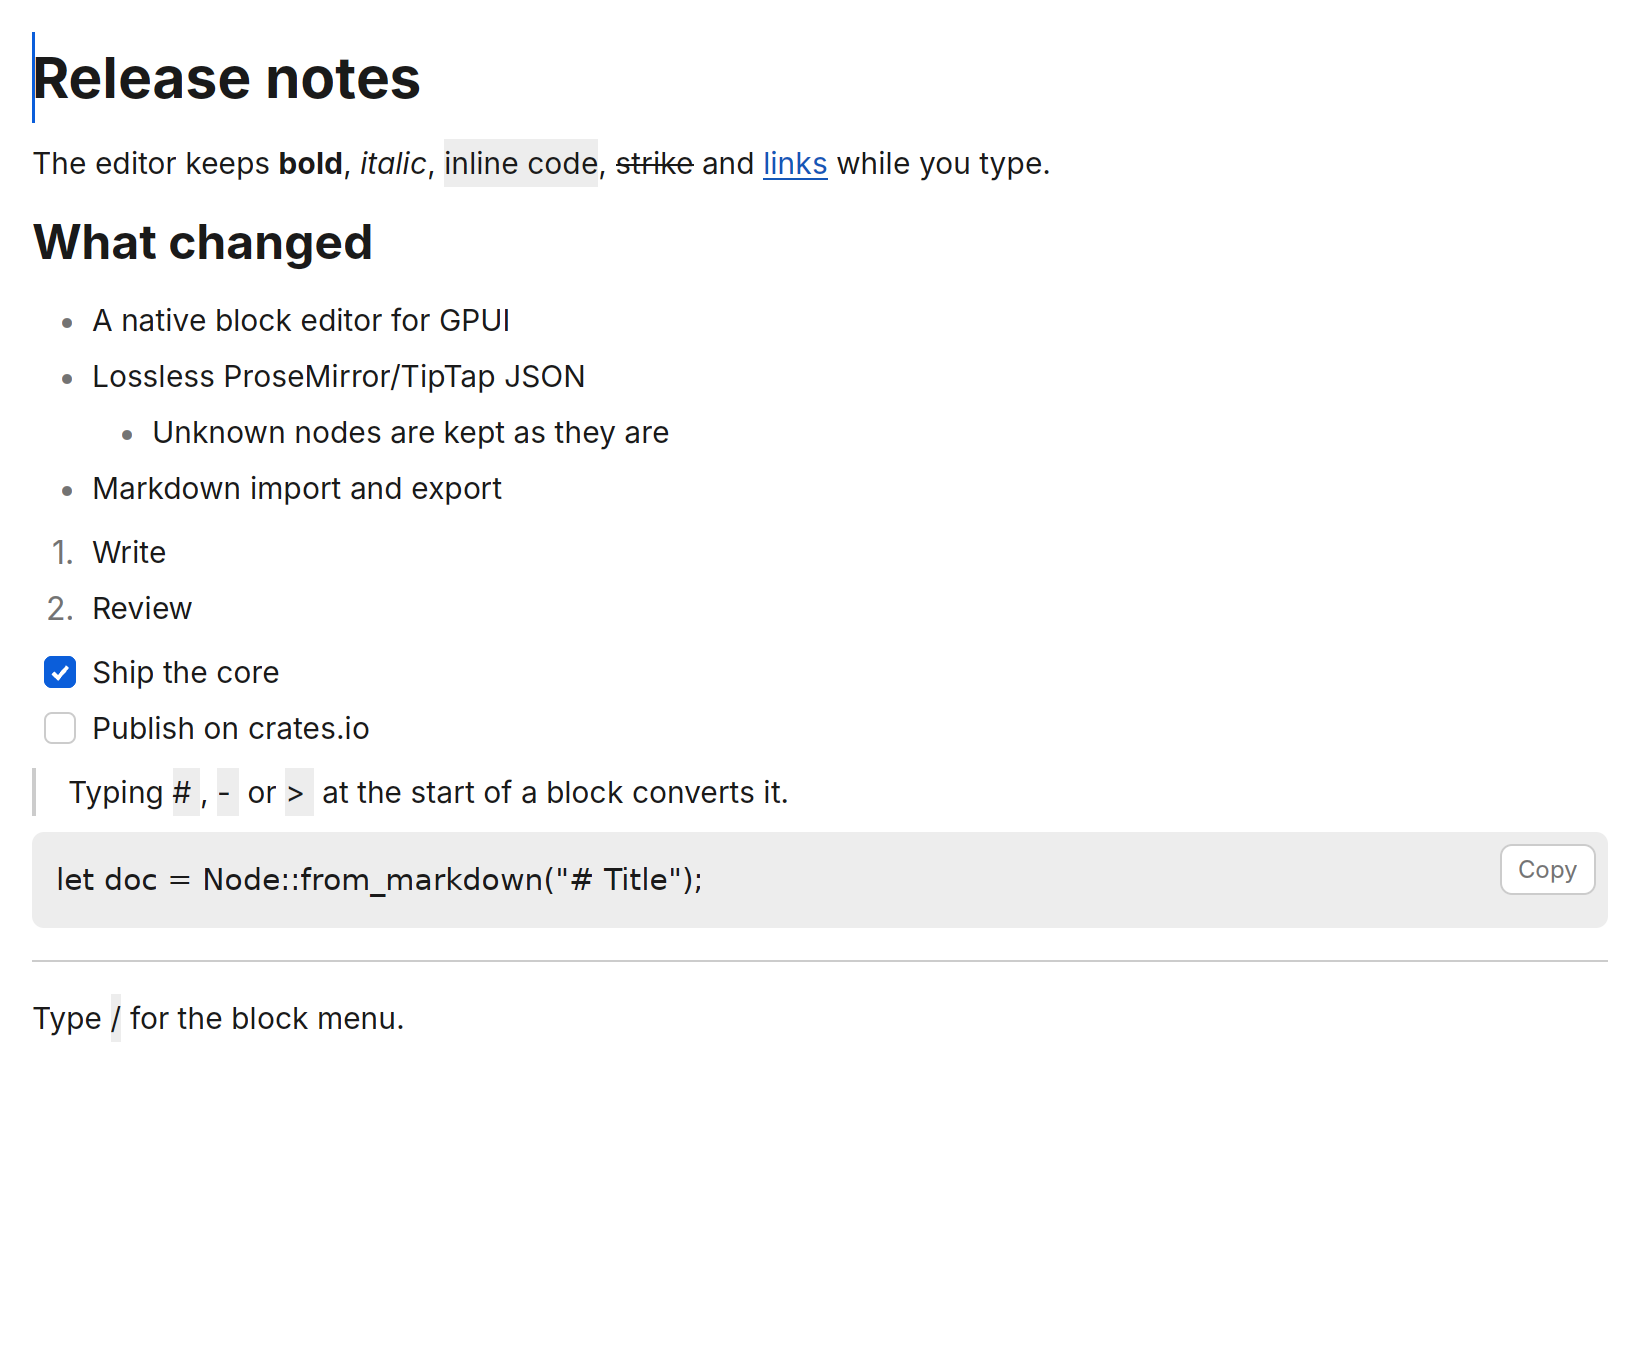 Release notes
The editor keeps bold, italic, inline code, strike and links while you type.
What changed
• A native block editor for GPUI
• Lossless ProseMirror/TipTap JSON
• Unknown nodes are kept as they are
• Markdown import and export
1. Write
2. Review
Ship the core
Publish on crates.io
Typing # , - or > at the start of a block converts it.
let doc = Node::from_markdown("# Title");
Copy
Type / for the block menu.